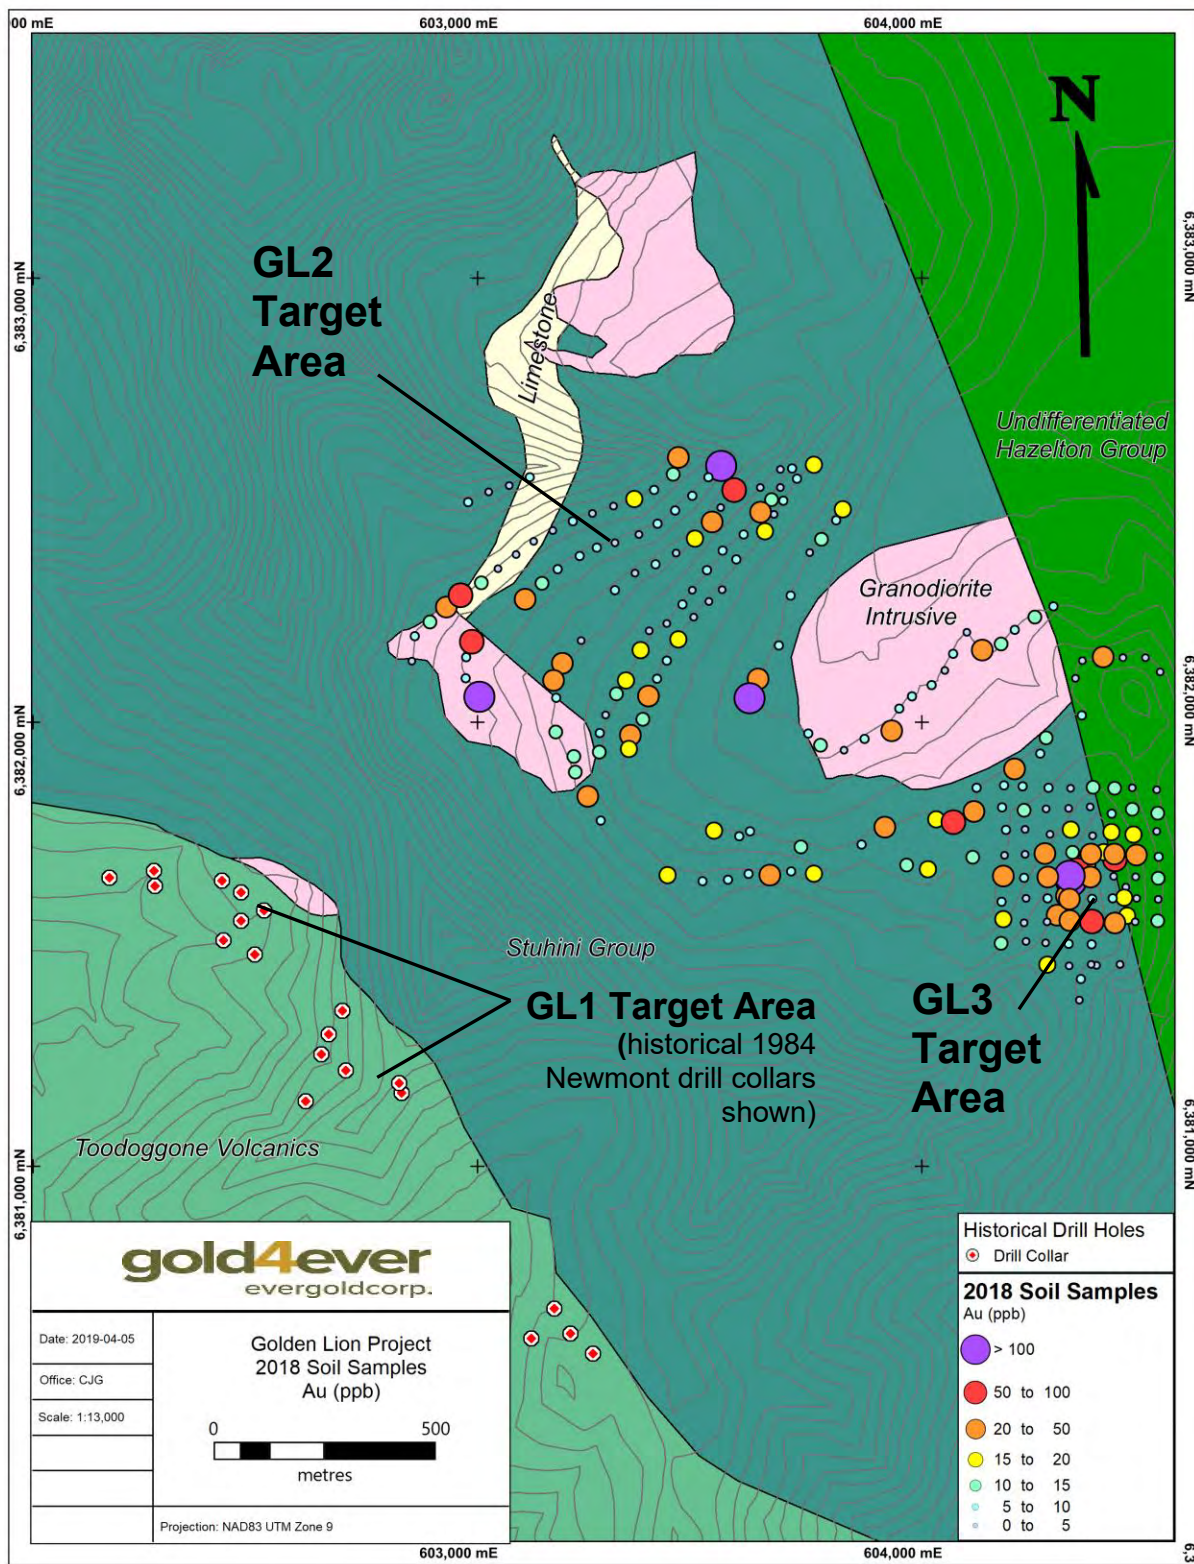 00 mE
603,000 mE
604,000 mE
N
6,383,000 mN
6,383,000 mN
GL2
Target
Area
Limestone
Undifferentiated
Hazelton Group
Granodiorite
Intrusive
6,382,000 mN
6,382,000 mN
Stuhini Group
GL1 Target Area
(historical 1984
Newmont drill collars
shown)
GL3
Target
Area
Toodoggone Volcanics
6,381,000 mN
6,381,000 mN
gold4ever
evergoldcorp.
Date: 2019-04-05
Office: CJG
Scale: 1:13,000
Golden Lion Project
2018 Soil Samples
Au (ppb)
0 500
metres
Projection: NAD83 UTM Zone 9
Historical Drill Holes
Drill Collar
2018 Soil Samples
Au (ppb)
> 100
50 to 100
20 to 50
15 to 20
10 to 15
5 to 10
0 to 5
603,000 mE
604,000 mE